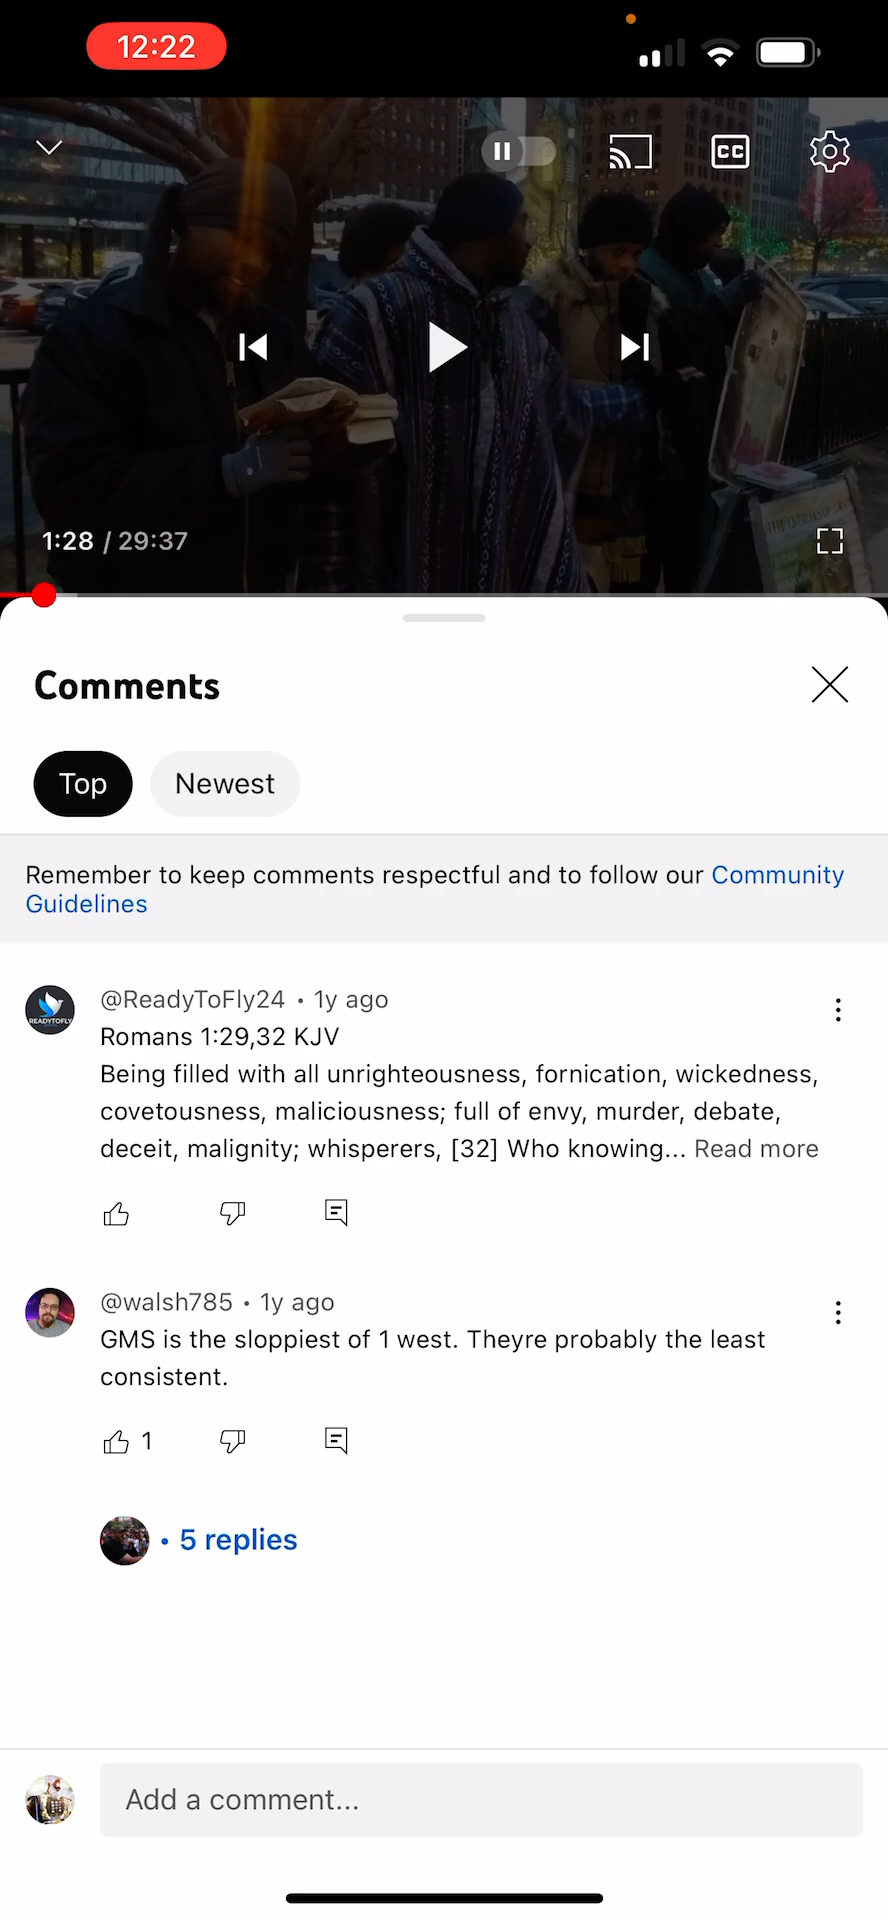 12:22
CC
1:28 / 29:37
Comments
Top
Newest
Remember to keep comments respectful and to follow our Community
Guidelines
READYTOFLY
@ReadyToFly24 • 1y ago
Romans 1:29,32 KJV
Being filled with all unrighteousness, fornication, wickedness,
covetousness, maliciousness; full of envy, murder, debate,
deceit, malignity; whisperers, [32] Who knowing... Read more
@walsh785 • 1y ago
GMS is the sloppiest of 1 west. Theyre probably the least
consistent.
1
• 5 replies
Add a comment...